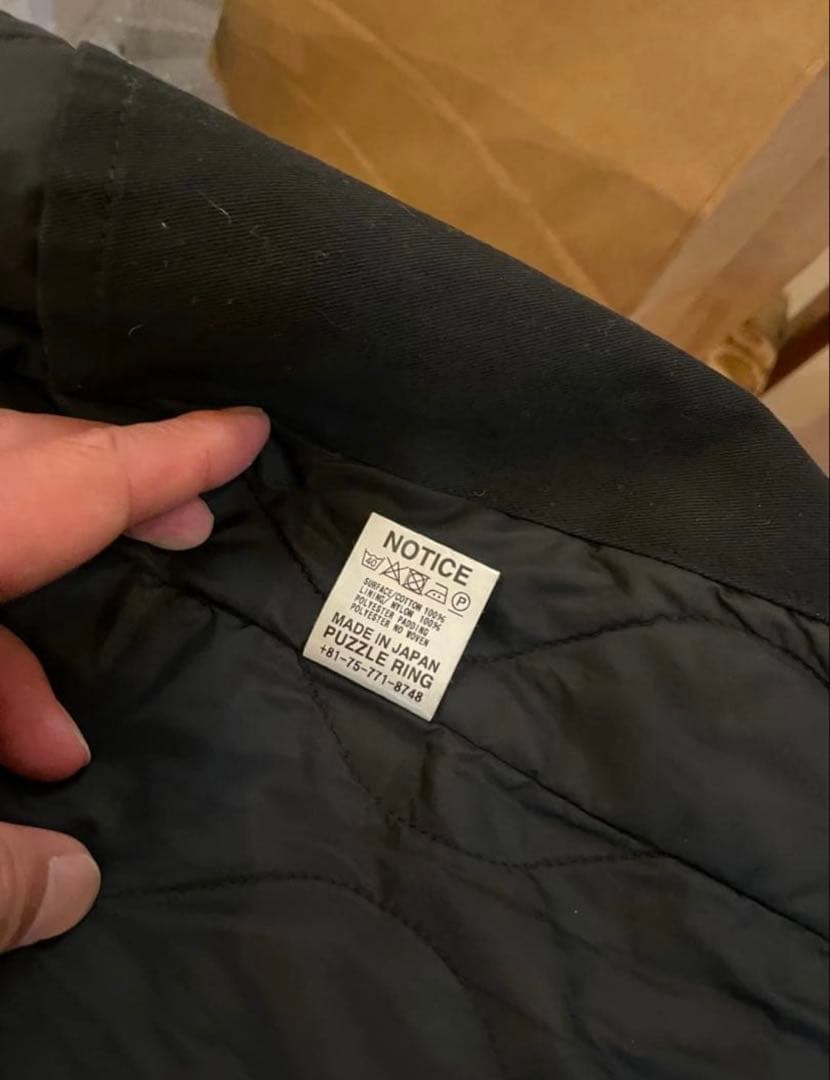 NOTICE
40 P
SURFACE/COTTON 100%
LINING/NYLON 100%
POLYESTER PADDING
POLYESTER NO WOVEN
MADE IN JAPAN
PUZZLE RING
+81-75-771-8748